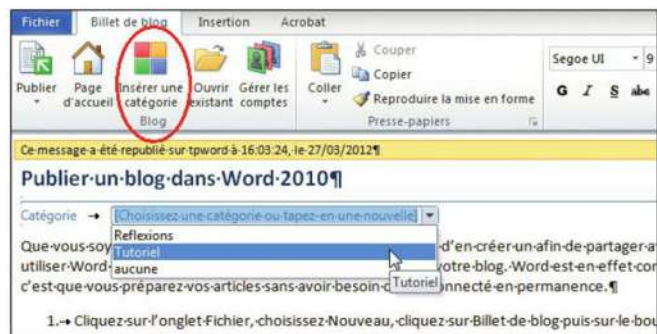 Fichier Billet de blog Insertion Acrobat
Publier
Page d'accueil
Insérer une catégorie
Ouvrir existant
Gérer les comptes
Blog
Coller
Couper
Copier
Reproduire la mise en forme
Presse-papiers
Segoe UI 9
G I S abc
Ce·message·a·été·republié·sur·tpword·à·16:03:24,·le·27/03/2012¶
Publier·un·blog·dans·Word·2010¶
Catégorie → [Choisissez·une·catégorie·ou·tapez·en·une·nouvelle]
Reflexions
Tutoriel
aucune
Tutoriel
Que·vous·soy d'en·créer·un·afin·de·partager·
utiliser·Word· votre·blog.·Word·est·en·effet
c'est·que·vous·préparez·vos·articles·sans·avoir·besoin· connecté·en·permanence.¶
1.→Cliquez·sur·l'onglet·Fichier,·choisissez·Nouveau,·cliquez·sur·Billet·de·blog·puis·sur·le